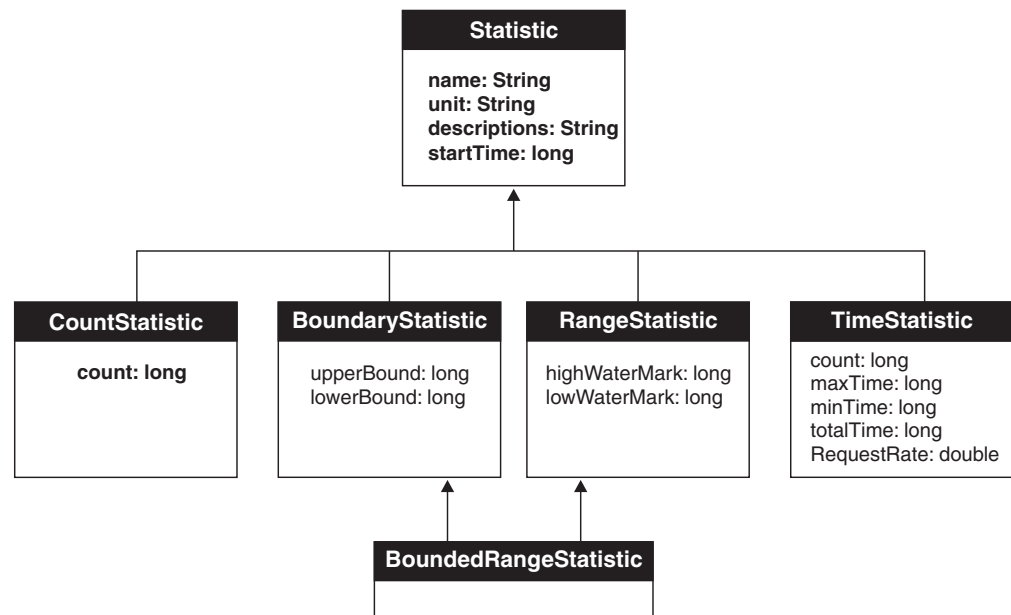 Statistic
name: String
unit: String
descriptions: String
startTime: long
CountStatistic
count: long
BoundaryStatistic
upperBound: long
lowerBound: long
RangeStatistic
highWaterMark: long
lowWaterMark: long
TimeStatistic
count: long
maxTime: long
minTime: long
totalTime: long
RequestRate: double
BoundedRangeStatistic